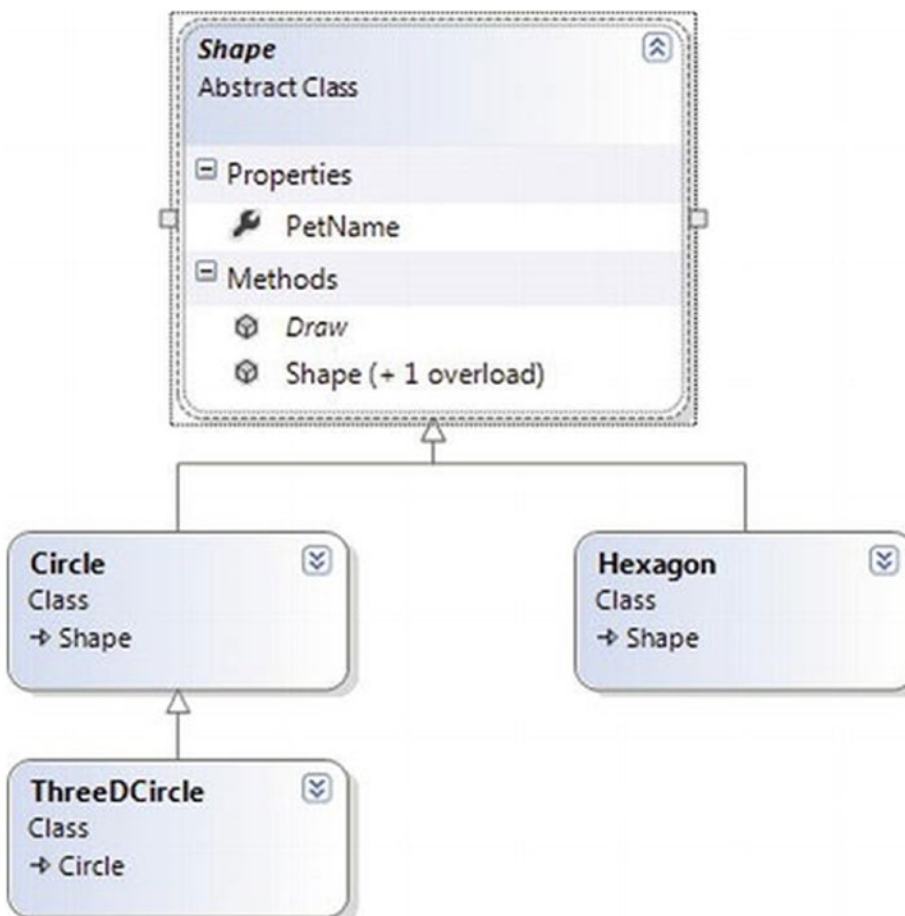 Shape
Abstract Class
Properties
PetName
Methods
Draw
Shape (+ 1 overload)
Circle
Class
Shape
Hexagon
Class
Shape
ThreeDCircle
Class
Circle